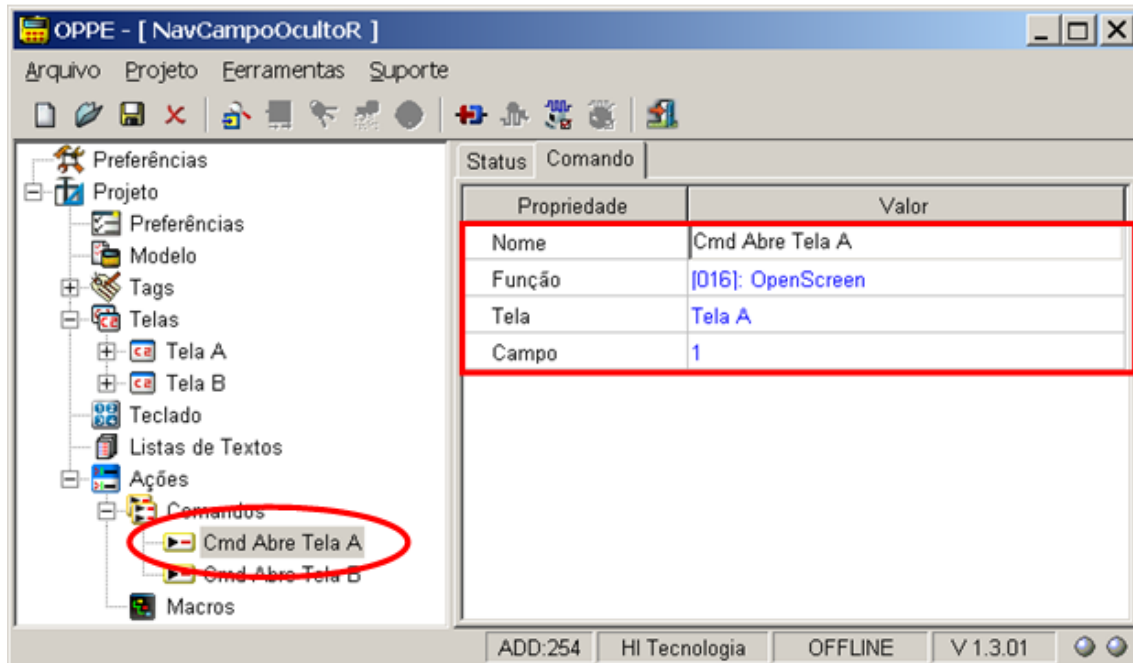 OPPE - [ NavCampoOcultoR ]
Arquivo Projeto Ferramentas Suporte
Preferências
Projeto
Preferências
Modelo
Tags
Telas
Tela A
Tela B
Teclado
Listas de Textos
Ações
Comandos
Cmd Abre Tela A
Cmd Abre Tela B
Macros
Status Comando
Propriedade Valor
Nome Cmd Abre Tela A
Função [016]: OpenScreen
Tela Tela A
Campo 1
ADD:254 HI Tecnologia OFFLINE V 1.3.01